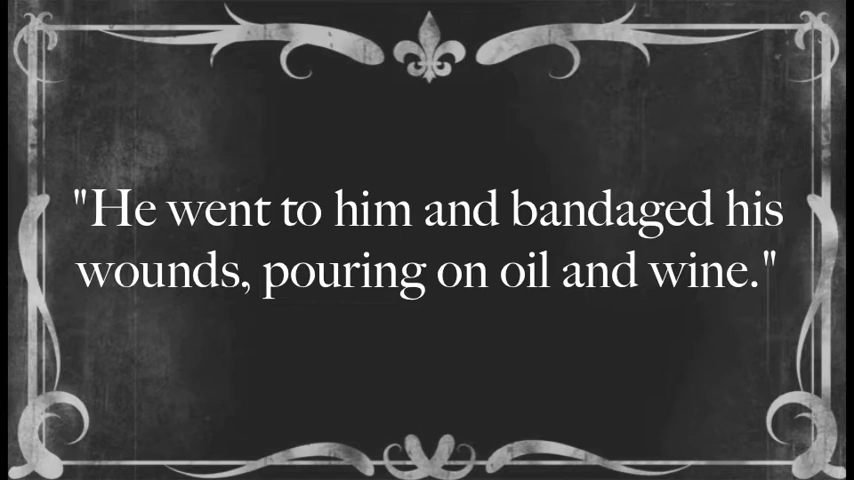 "He went to him and bandaged his
wounds, pouring on oil and wine."